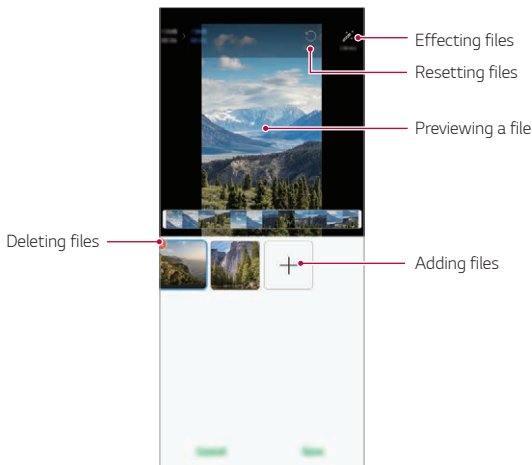 Effecting files
Resetting files
Previewing a file
Deleting files
Adding files